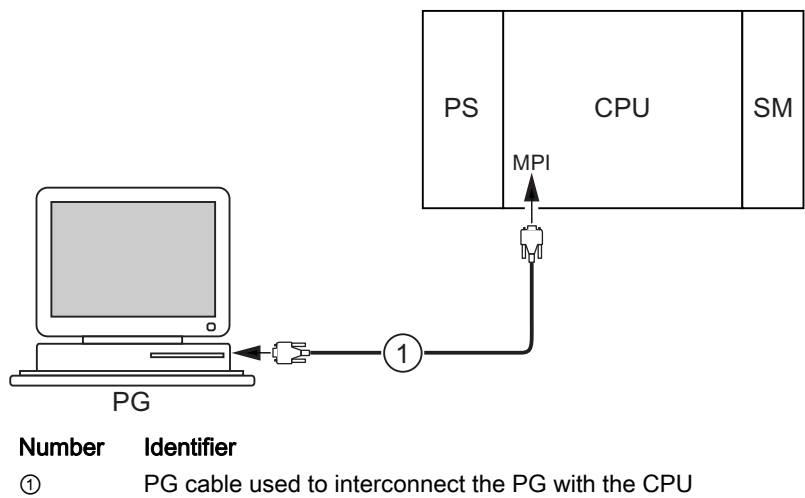 PS CPU SM
MPI
1
PG
Number Identifier
① PG cable used to interconnect the PG with the CPU